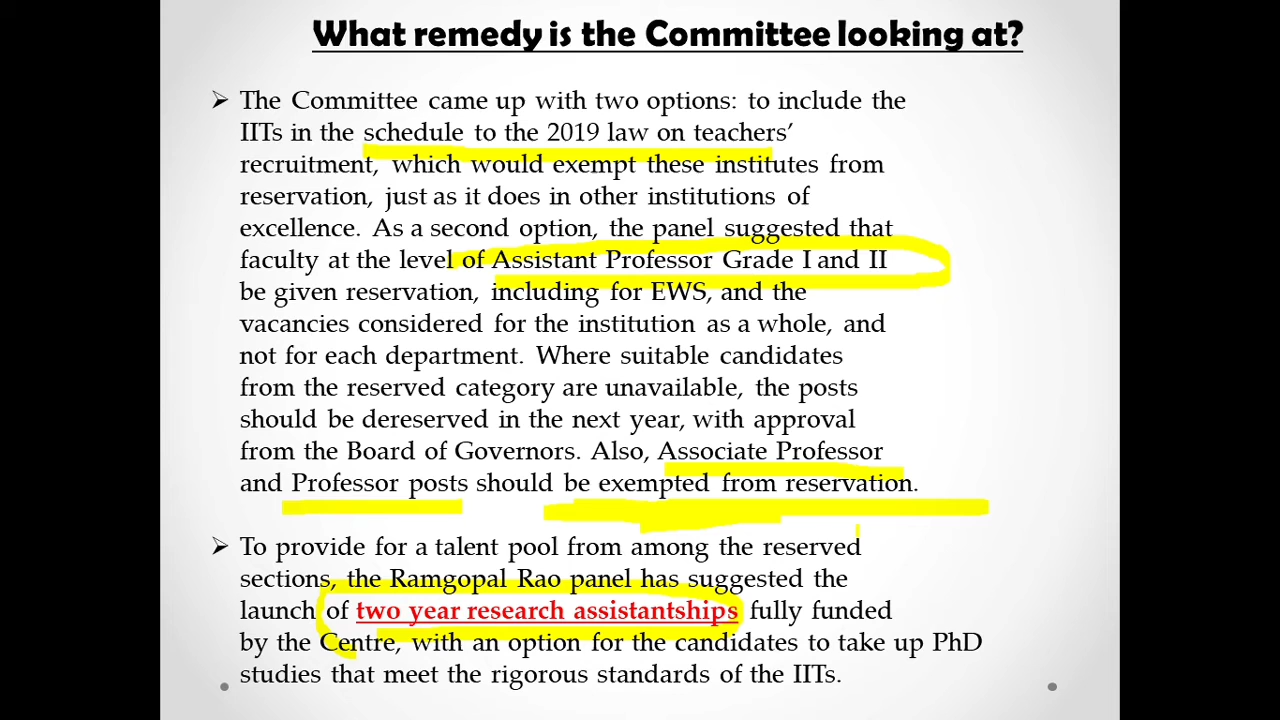 What remedy is the Committee looking at?
➢ The Committee came up with two options: to include the
IITs in the schedule to the 2019 law on teachers’
recruitment, which would exempt these institutes from
reservation, just as it does in other institutions of
excellence. As a second option, the panel suggested that
faculty at the level of Assistant Professor Grade I and II
be given reservation, including for EWS, and the
vacancies considered for the institution as a whole, and
not for each department. Where suitable candidates
from the reserved category are unavailable, the posts
should be dereserved in the next year, with approval
from the Board of Governors. Also, Associate Professor
and Professor posts should be exempted from reservation.
➢ To provide for a talent pool from among the reserved
sections, the Ramgopal Rao panel has suggested the
launch of two year research assistantships fully funded
by the Centre, with an option for the candidates to take up PhD
studies that meet the rigorous standards of the IITs.